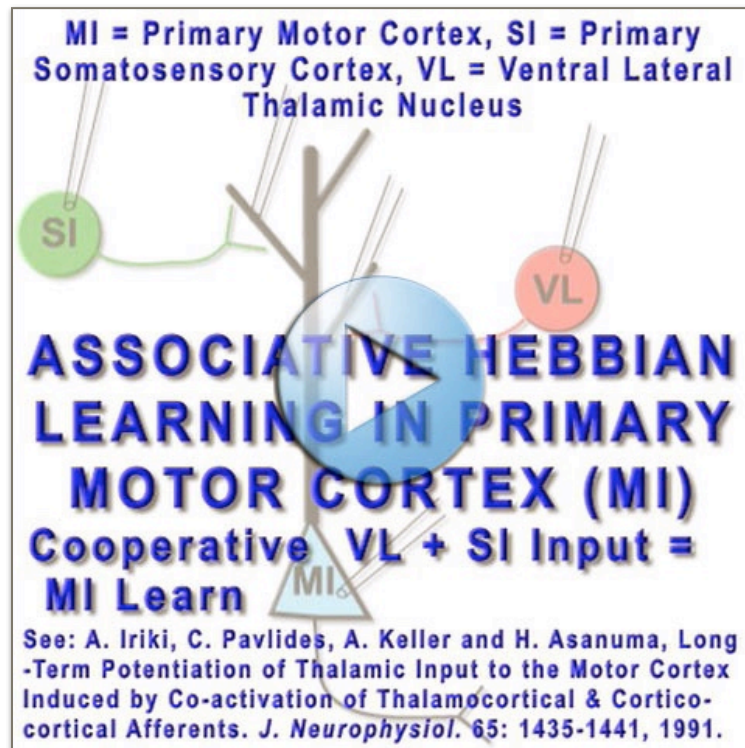 MI = Primary Motor Cortex, SI = Primary
Somatosensory Cortex, VL = Ventral Lateral
Thalamic Nucleus
SI
VL
ASSOCIATIVE HEBBIAN
LEARNING IN PRIMARY
MOTOR CORTEX (MI)
Cooperative VL + SI Input =
MI Learn
MI
See: A. Iriki, C. Pavlides, A. Keller and H. Asanuma, Long
-Term Potentiation of Thalamic Input to the Motor Cortex
Induced by Co-activation of Thalamocortical & Cortico-
cortical Afferents. J. Neurophysiol. 65: 1435-1441, 1991.